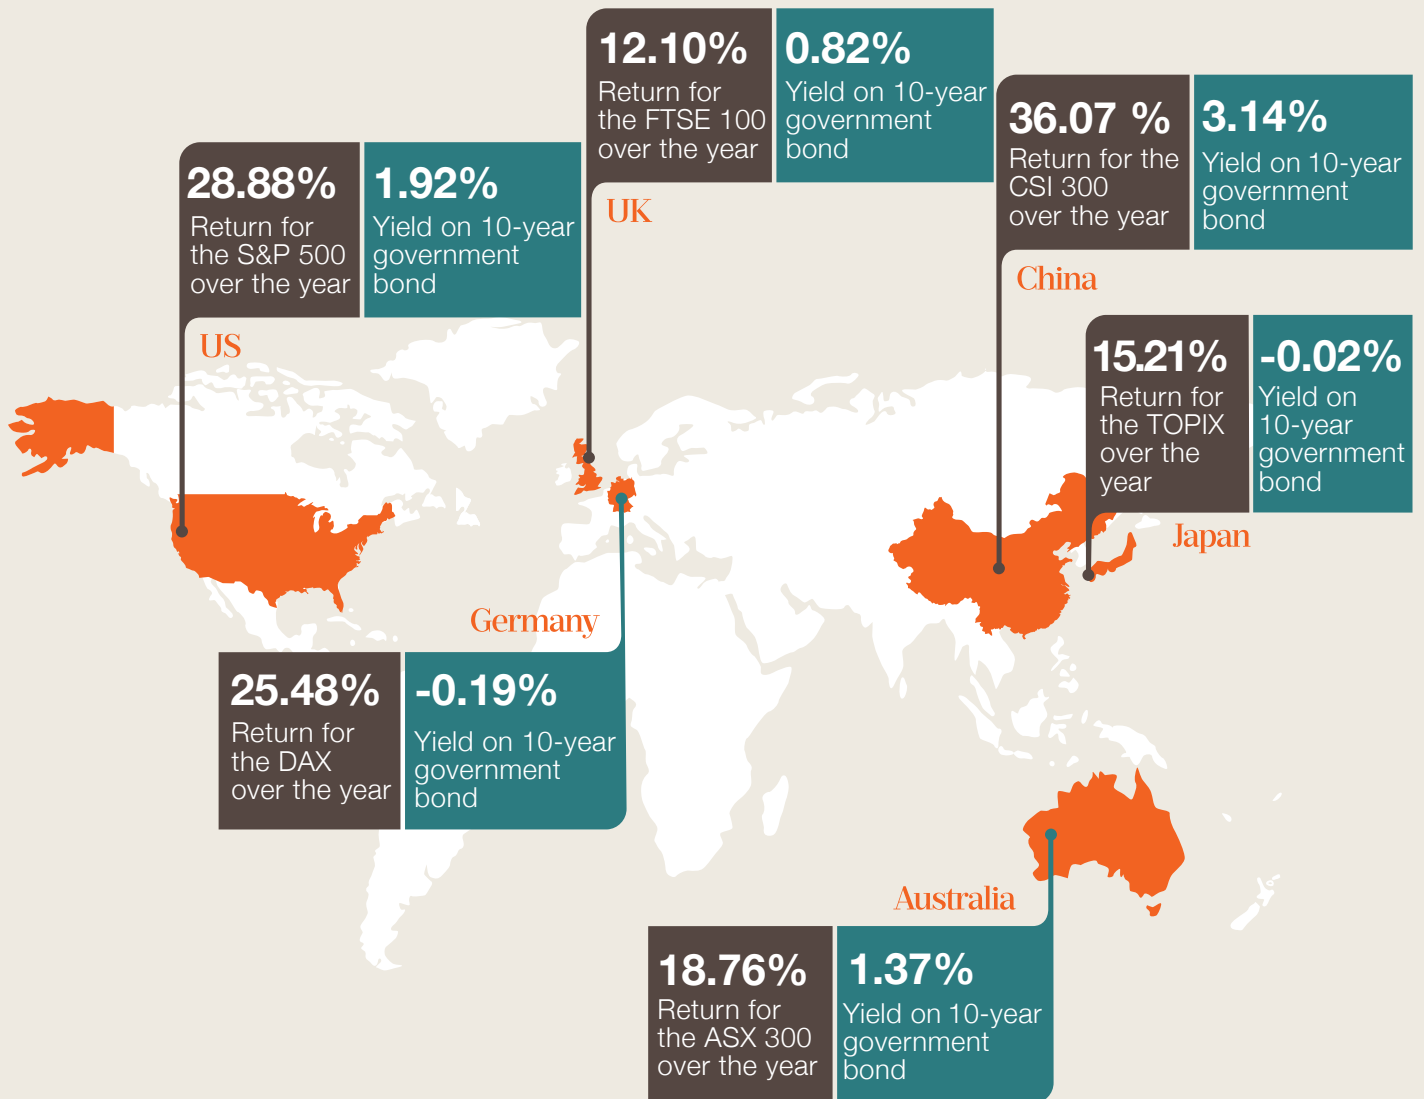 12.10%
Return for
the FTSE 100
over the year
0.82%
Yield on 10-year
government
bond
UK
36.07 %
Return for the
CSI 300
over the year
3.14%
Yield on 10-year
government
bond
China
28.88%
Return for
the S&P 500
over the year
1.92%
Yield on 10-year
government
bond
US
15.21%
Return for
the TOPIX
over the
year
-0.02%
Yield on
10-year
government
bond
Japan
Germany
25.48%
Return for
the DAX
over the year
-0.19%
Yield on 10-year
government
bond
Australia
18.76%
Return for
the ASX 300
over the year
1.37%
Yield on 10-year
government
bond